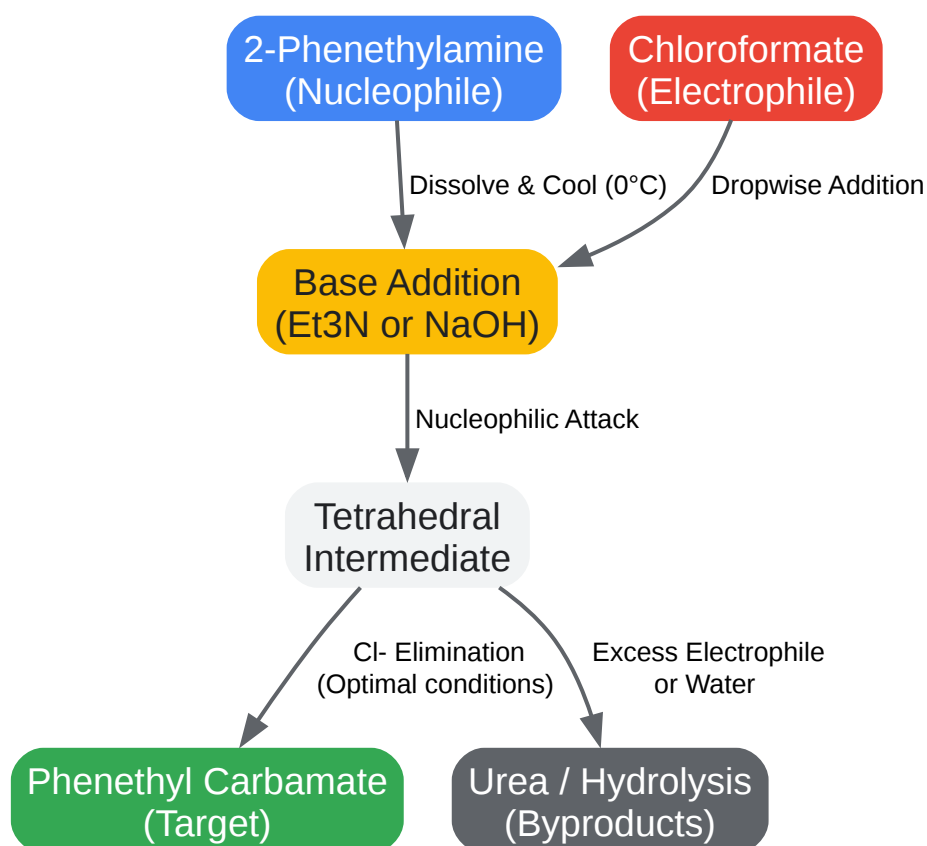 2-Phenethylamine
(Nucleophile)
Chloroformate
(Electrophile)
Dissolve & Cool (0°C)
Dropwise Addition
Base Addition
(Et3N or NaOH)
Nucleophilic Attack
Tetrahedral
Intermediate
Cl- Elimination
(Optimal conditions)
Excess Electrophile
or Water
Phenethyl Carbamate
(Target)
Urea / Hydrolysis
(Byproducts)